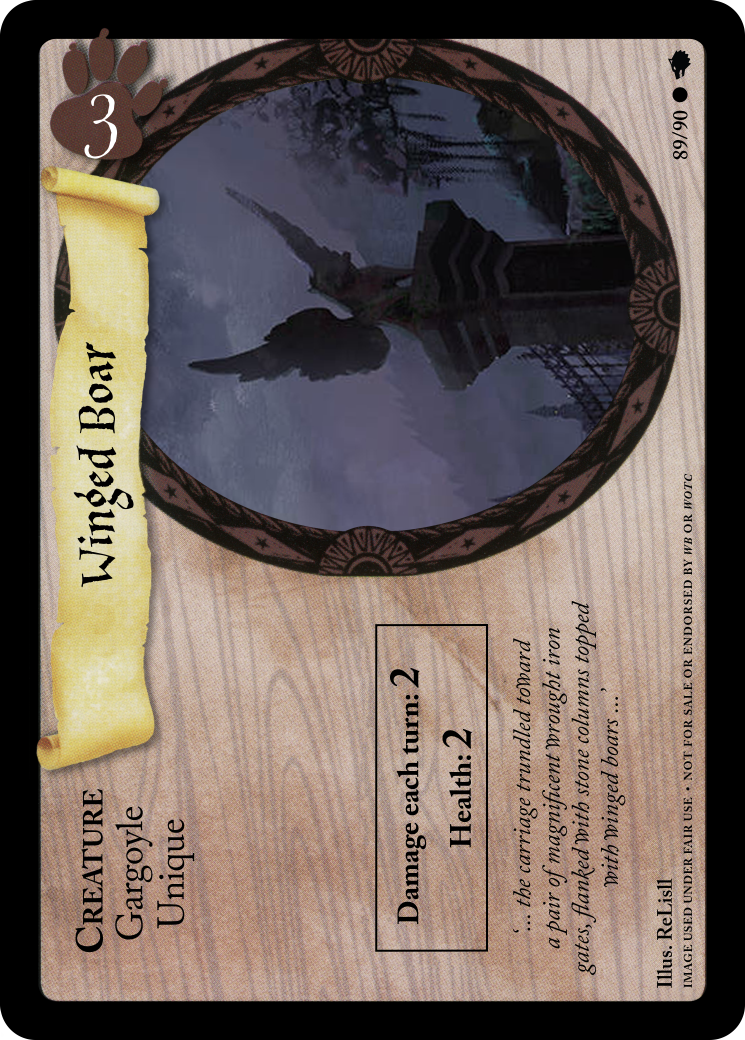 3
Winged Boar
CREATURE
Gargoyle
Unique
Damage each turn: 2
Health: 2
‘… the carriage trundled toward
a pair of magnificent wrought iron
gates, flanked with stone columns topped
with winged boars …’
Illus. ReLisll
IMAGE USED UNDER FAIR USE • NOT FOR SALE OR ENDORSED BY WB OR WOTC
89/90